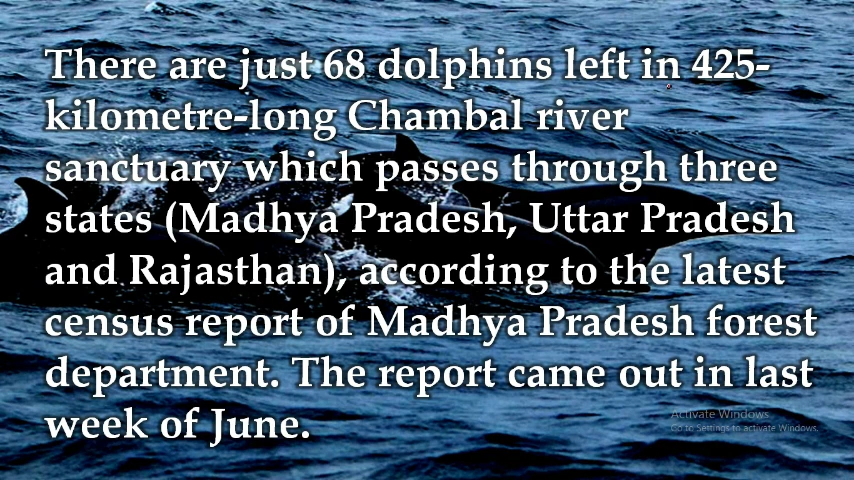 There are just 68 dolphins left in 425-
kilometre-long Chambal river
sanctuary which passes through three
states (Madhya Pradesh, Uttar Pradesh
and Rajasthan), according to the latest
census report of Madhya Pradesh forest
department. The report came out in last
week of June.
Activate Windows
Go to Settings to activate Windows.